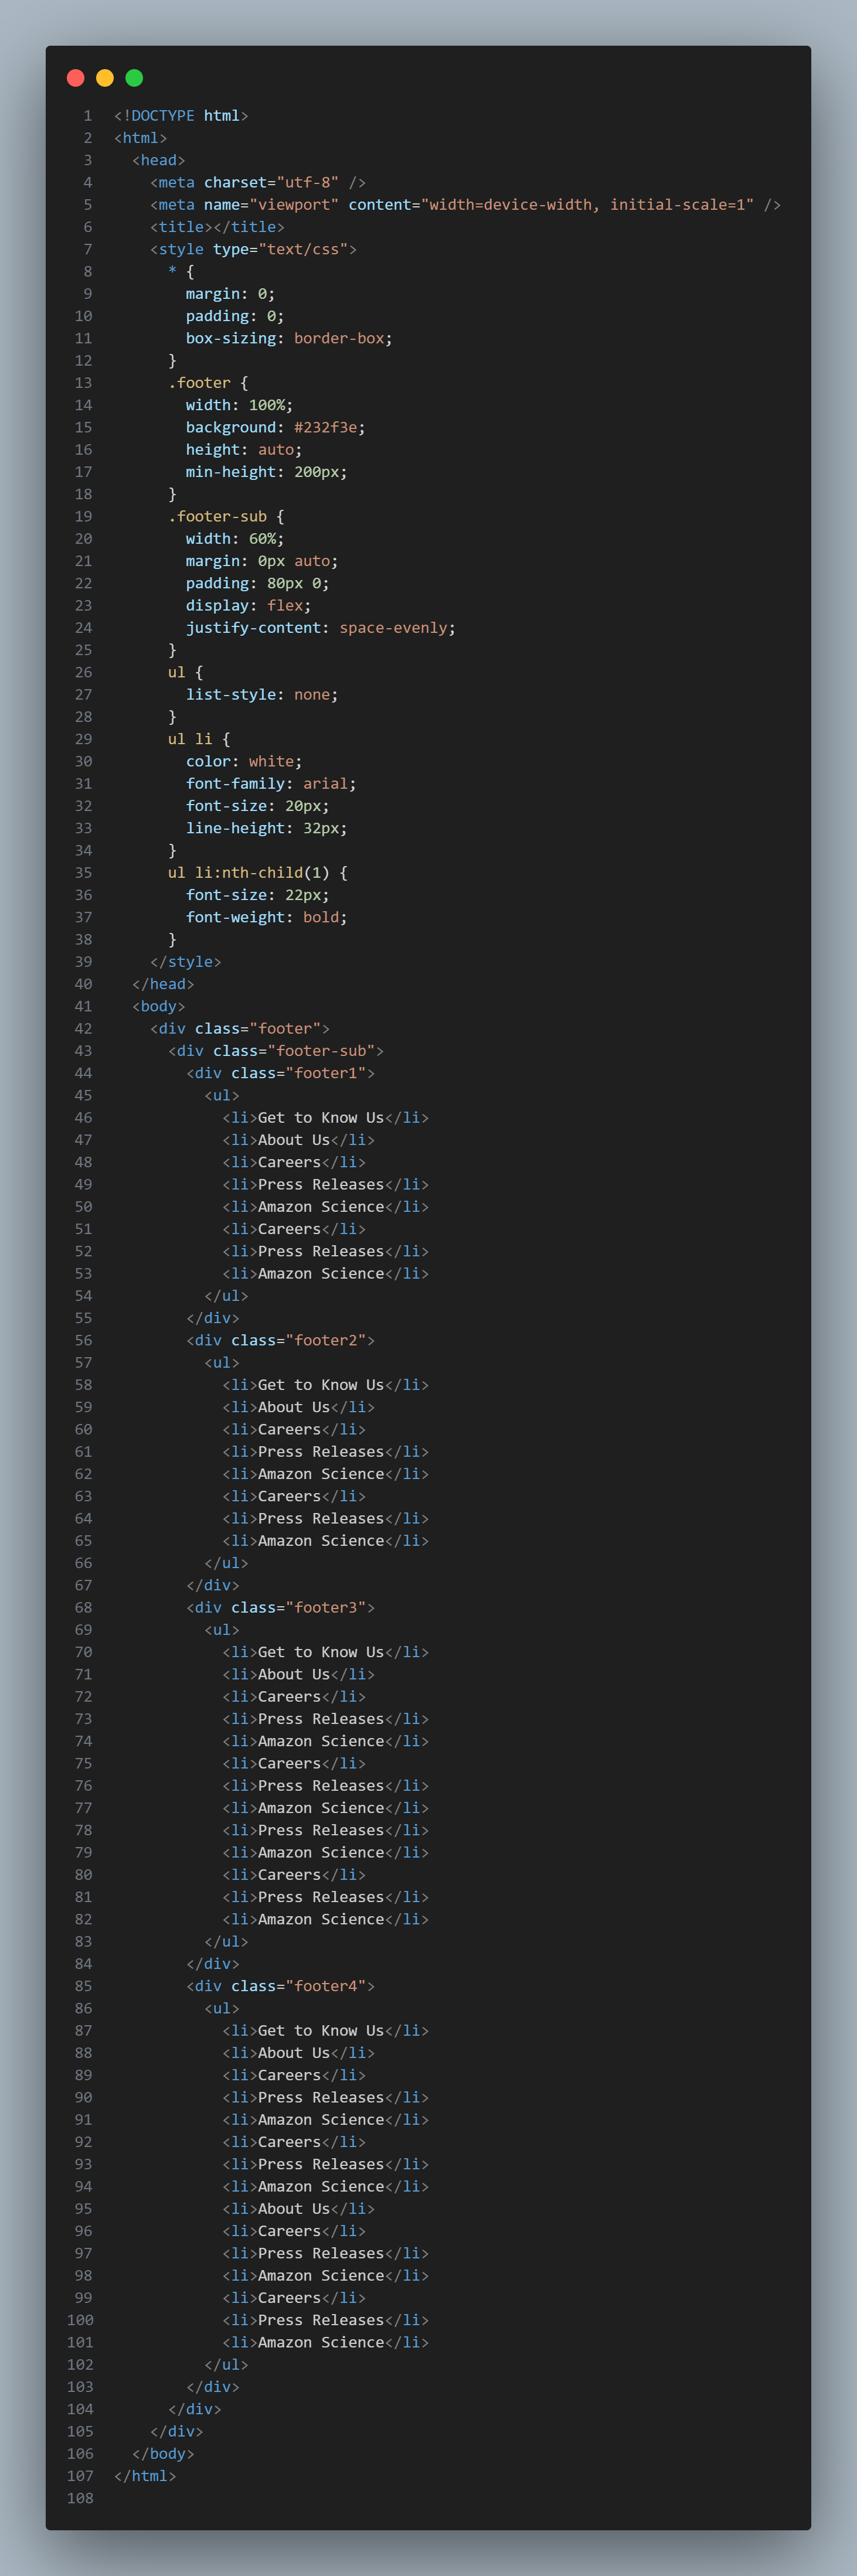 1 <!DOCTYPE html>
2 <html>
3   <head>
4     <meta charset="utf-8" />
5     <meta name="viewport" content="width=device-width, initial-scale=1" />
6     <title></title>
7     <style type="text/css">
8       * {
9         margin: 0;
10         padding: 0;
11         box-sizing: border-box;
12       }
13       .footer {
14         width: 100%;
15         background: #232f3e;
16         height: auto;
17         min-height: 200px;
18       }
19       .footer-sub {
20         width: 60%;
21         margin: 0px auto;
22         padding: 80px 0;
23         display: flex;
24         justify-content: space-evenly;
25       }
26       ul {
27         list-style: none;
28       }
29       ul li {
30         color: white;
31         font-family: arial;
32         font-size: 20px;
33         line-height: 32px;
34       }
35       ul li:nth-child(1) {
36         font-size: 22px;
37         font-weight: bold;
38       }
39     </style>
40   </head>
41   <body>
42     <div class="footer">
43       <div class="footer-sub">
44         <div class="footer1">
45           <ul>
46             <li>Get to Know Us</li>
47             <li>About Us</li>
48             <li>Careers</li>
49             <li>Press Releases</li>
50             <li>Amazon Science</li>
51             <li>Careers</li>
52             <li>Press Releases</li>
53             <li>Amazon Science</li>
54           </ul>
55         </div>
56         <div class="footer2">
57           <ul>
58             <li>Get to Know Us</li>
59             <li>About Us</li>
60             <li>Careers</li>
61             <li>Press Releases</li>
62             <li>Amazon Science</li>
63             <li>Careers</li>
64             <li>Press Releases</li>
65             <li>Amazon Science</li>
66           </ul>
67         </div>
68         <div class="footer3">
69           <ul>
70             <li>Get to Know Us</li>
71             <li>About Us</li>
72             <li>Careers</li>
73             <li>Press Releases</li>
74             <li>Amazon Science</li>
75             <li>Careers</li>
76             <li>Press Releases</li>
77             <li>Amazon Science</li>
78             <li>Press Releases</li>
79             <li>Amazon Science</li>
80             <li>Careers</li>
81             <li>Press Releases</li>
82             <li>Amazon Science</li>
83           </ul>
84         </div>
85         <div class="footer4">
86           <ul>
87             <li>Get to Know Us</li>
88             <li>About Us</li>
89             <li>Careers</li>
90             <li>Press Releases</li>
91             <li>Amazon Science</li>
92             <li>Careers</li>
93             <li>Press Releases</li>
94             <li>Amazon Science</li>
95             <li>About Us</li>
96             <li>Careers</li>
97             <li>Press Releases</li>
98             <li>Amazon Science</li>
99             <li>Careers</li>
100             <li>Press Releases</li>
101             <li>Amazon Science</li>
102           </ul>
103         </div>
104       </div>
105     </div>
106   </body>
107 </html>
108